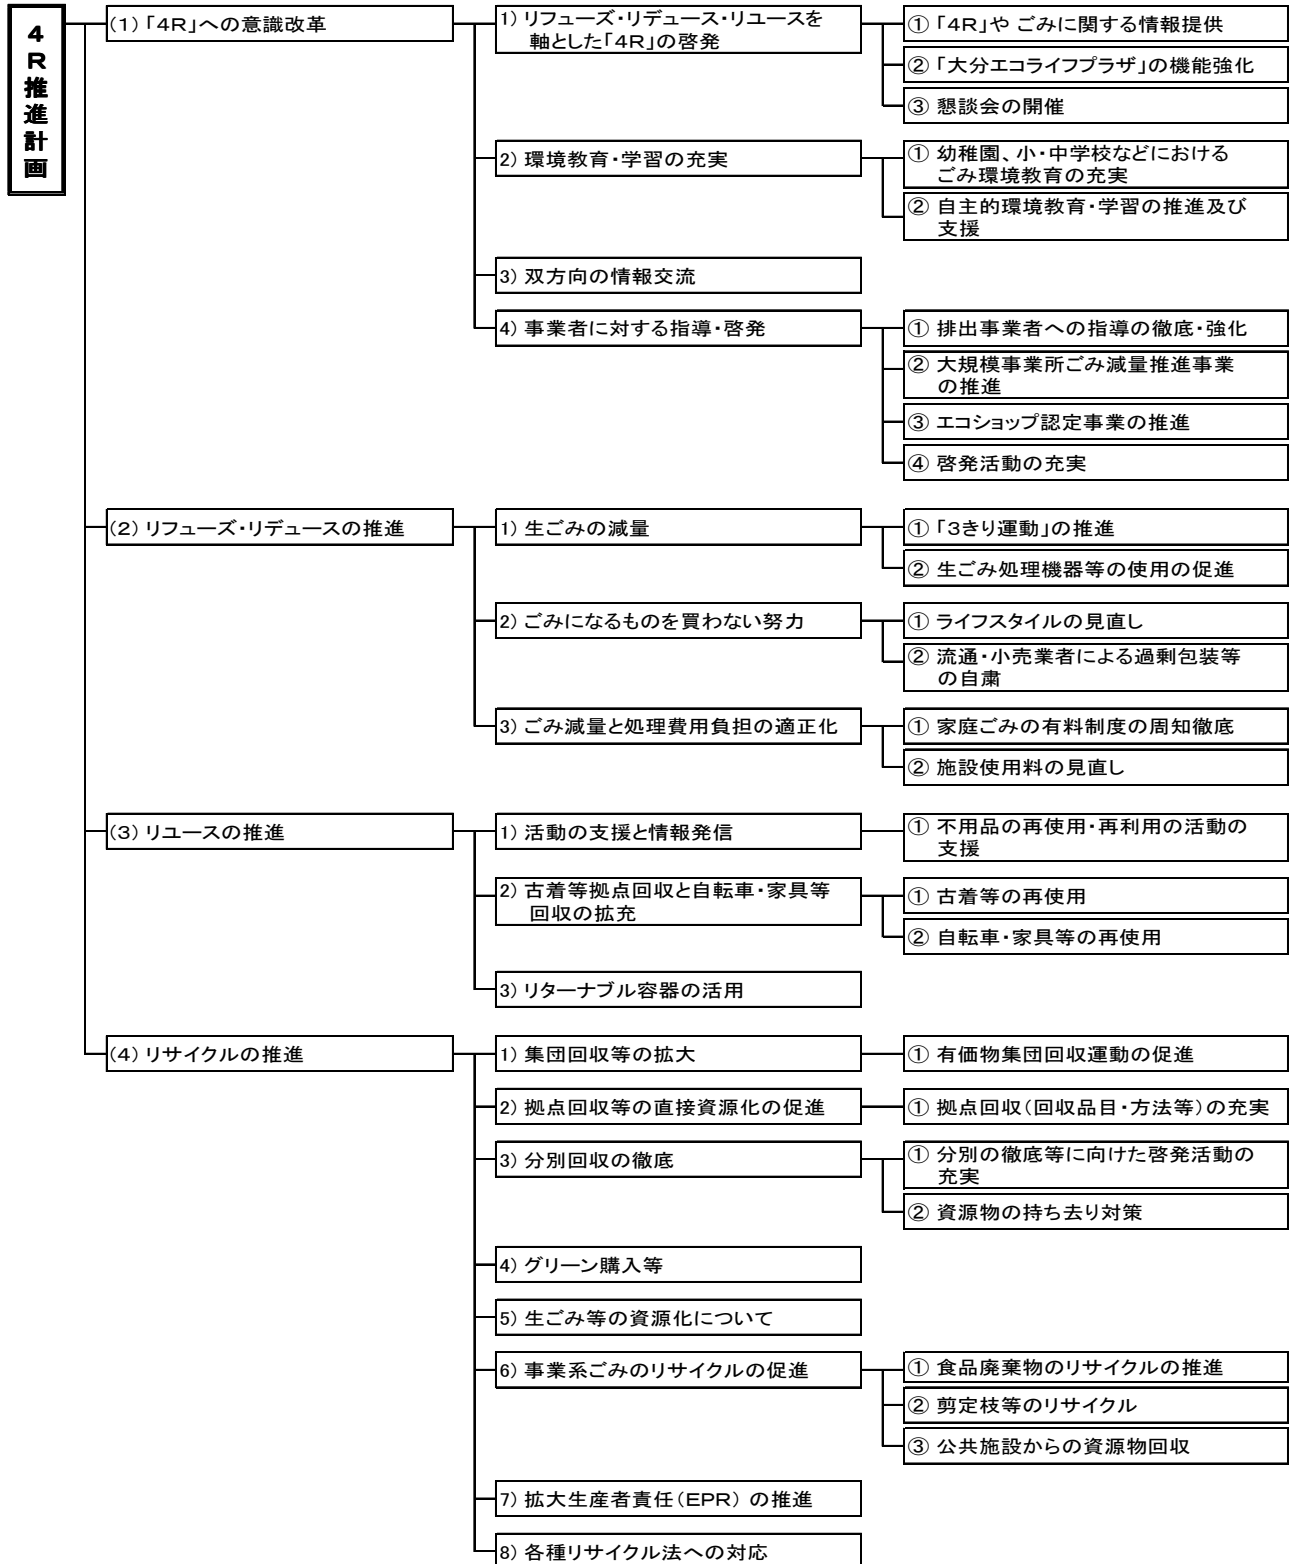 4R推進計画
(1)「4R」への意識改革
1) リフューズ・リデュース・リユースを
軸とした「4R」の啓発
①「4R」や ごみに関する情報提供
②「大分エコライフプラザ」の機能強化
③ 懇談会の開催
2) 環境教育・学習の充実
① 幼稚園、小・中学校などにおける
ごみ環境教育の充実
② 自主的環境教育・学習の推進及び
支援
3) 双方向の情報交流
4) 事業者に対する指導・啓発
① 排出事業者への指導の徹底・強化
② 大規模事業所ごみ減量推進事業
の推進
③ エコショップ認定事業の推進
④ 啓発活動の充実
(2) リフューズ・リデュースの推進
1) 生ごみの減量
①「3きり運動」の推進
② 生ごみ処理機器等の使用の促進
2) ごみになるものを買わない努力
① ライフスタイルの見直し
② 流通・小売業者による過剰包装等
の自粛
3) ごみ減量と処理費用負担の適正化
① 家庭ごみの有料制度の周知徹底
② 施設使用料の見直し
(3) リユースの推進
1) 活動の支援と情報発信
① 不用品の再使用・再利用の活動の
支援
2) 古着等拠点回収と自転車・家具等
回収の拡充
① 古着等の再使用
② 自転車・家具等の再使用
3) リターナブル容器の活用
(4) リサイクルの推進
1) 集団回収等の拡大
① 有価物集団回収運動の促進
2) 拠点回収等の直接資源化の促進
① 拠点回収(回収品目・方法等)の充実
3) 分別回収の徹底
① 分別の徹底等に向けた啓発活動の
充実
② 資源物の持ち去り対策
4) グリーン購入等
5) 生ごみ等の資源化について
6) 事業系ごみのリサイクルの促進
① 食品廃棄物のリサイクルの推進
② 剪定枝等のリサイクル
③ 公共施設からの資源物回収
7) 拡大生産者責任(EPR) の推進
8) 各種リサイクル法への対応